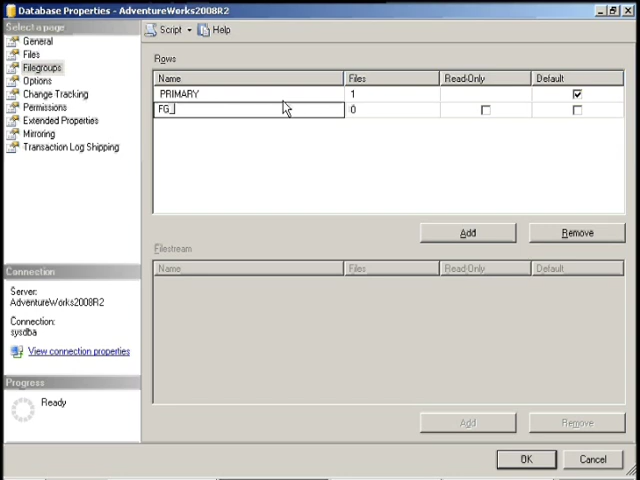 Database Properties - AdventureWorks2008R2
Select a page
General
Files
Filegroups
Options
Change Tracking
Permissions
Extended Properties
Mirroring
Transaction Log Shipping
Connection
Server:
AdventureWorks2008R2
Connection:
sysdba
View connection properties
Progress
Ready
Script Help
Rows
Name Files Read-Only Default
PRIMARY 1
FG_ 0
Add Remove
Filestream
Name Files Read-Only Default
Add Remove
OK Cancel